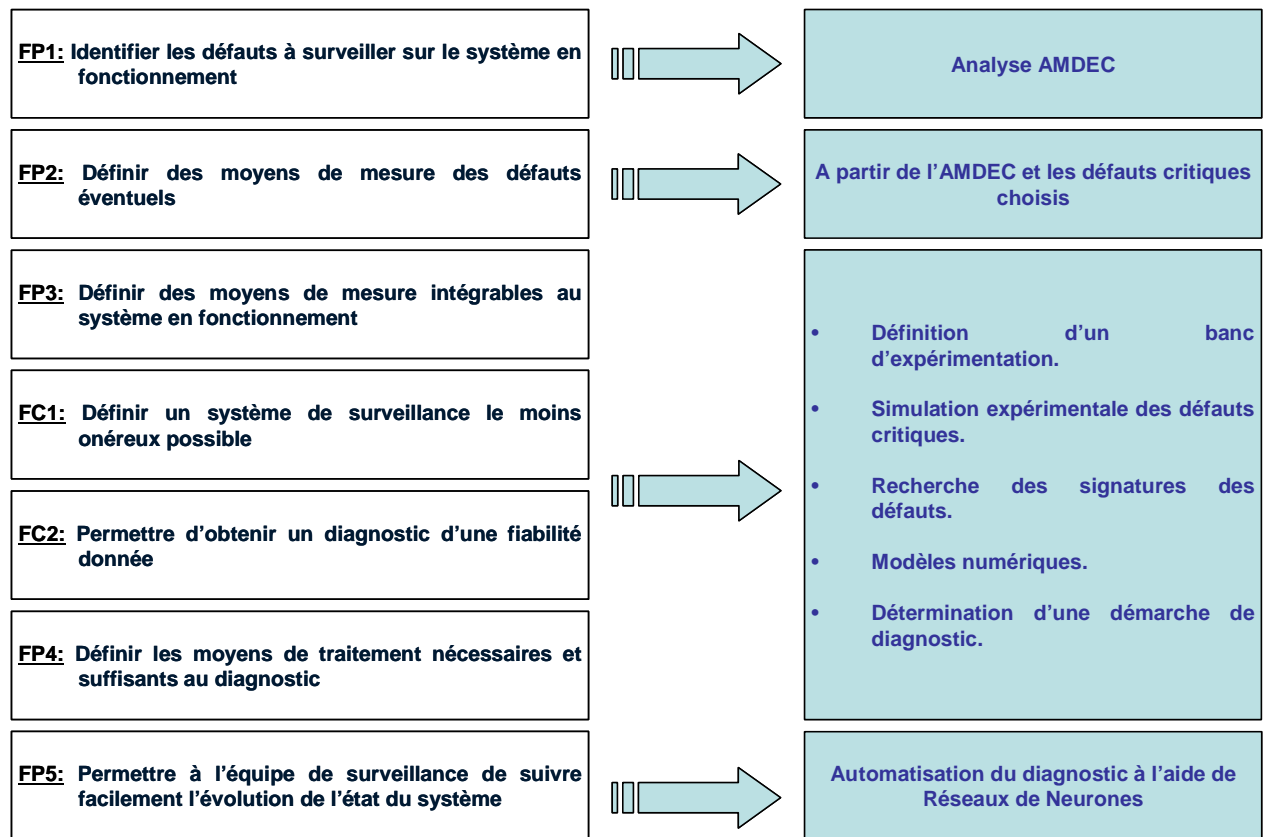 FP1: Identifier les défauts à surveiller sur le système en
fonctionnement
Analyse AMDEC
FP2: Définir des moyens de mesure des défauts
éventuels
A partir de l'AMDEC et les défauts critiques
choisis
FP3: Définir des moyens de mesure intégrables au
système en fonctionnement
FC1: Définir un système de surveillance le moins
onéreux possible
FC2: Permettre d'obtenir un diagnostic d'une fiabilité
donnée
FP4: Définir les moyens de traitement nécessaires et
suffisants au diagnostic
• Définition d'un banc
d'expérimentation.
• Simulation expérimentale des défauts
critiques.
• Recherche des signatures des
défauts.
• Modèles numériques.
• Détermination d'une démarche de
diagnostic.
FP5: Permettre à l'équipe de surveillance de suivre
facilement l'évolution de l'état du système
Automatisation du diagnostic à l'aide de
Réseaux de Neurones